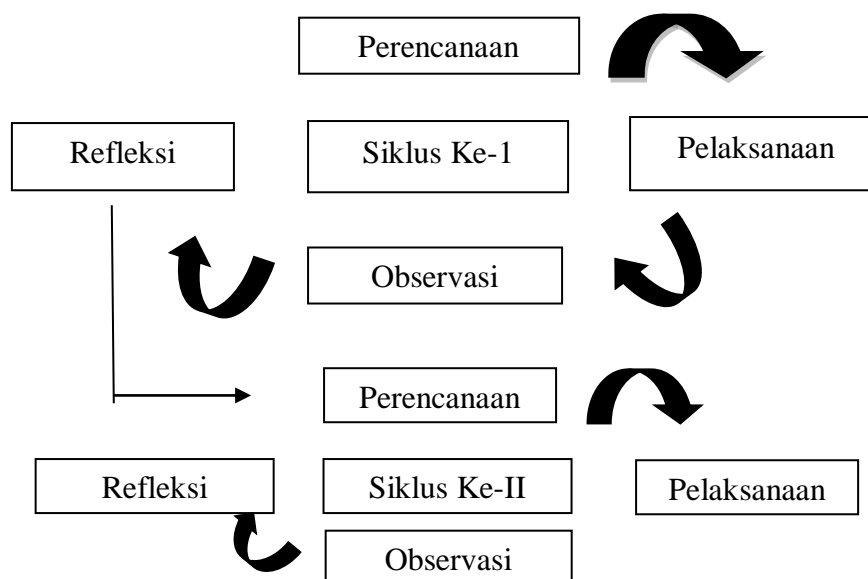 Perencanaan
Refleksi
Siklus Ke-1
Pelaksanaan
Observasi
Perencanaan
Refleksi
Siklus Ke-II
Pelaksanaan
Observasi